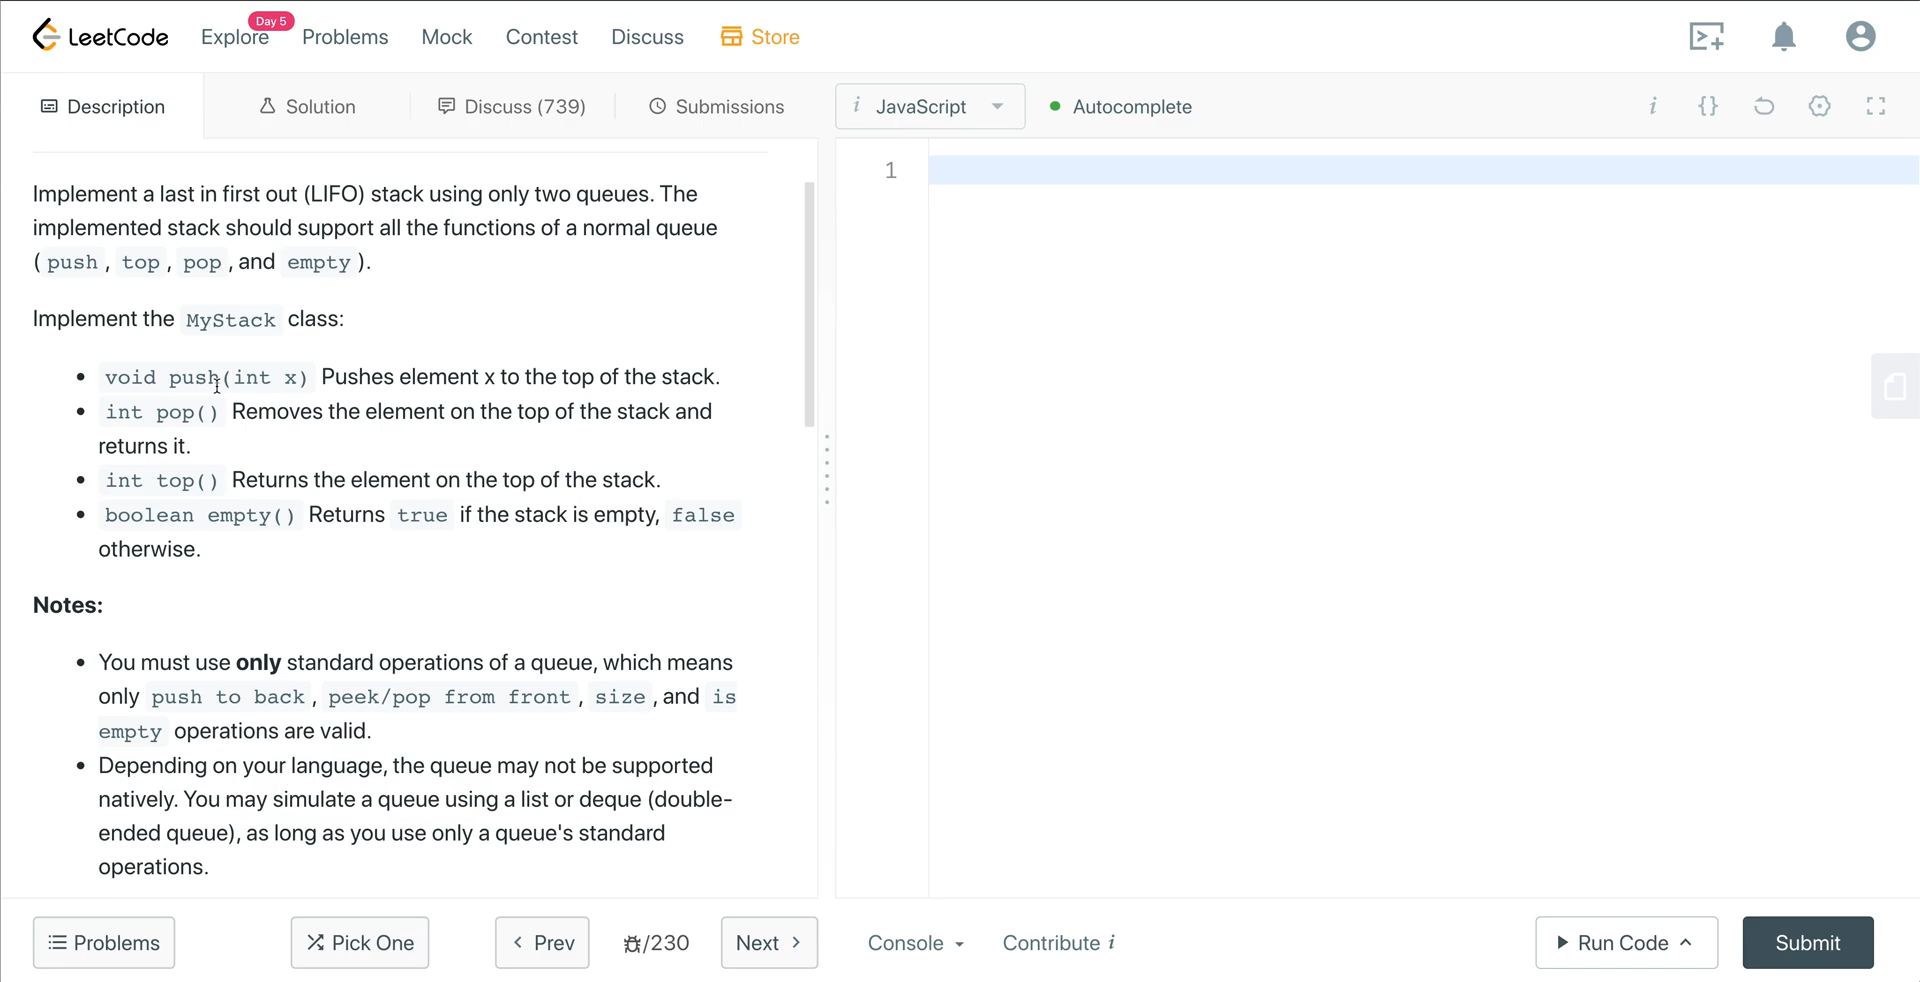 LeetCode Explore Day 5 Problems Mock Contest Discuss Store
Description Solution Discuss (739) Submissions
i JavaScript Autocomplete i {}
Implement a last in first out (LIFO) stack using only two queues. The
implemented stack should support all the functions of a normal queue
( push , top , pop , and empty ).
Implement the MyStack class:
• void push(int x) Pushes element x to the top of the stack.
• int pop() Removes the element on the top of the stack and
returns it.
• int top() Returns the element on the top of the stack.
• boolean empty() Returns true if the stack is empty, false
otherwise.
Notes:
• You must use only standard operations of a queue, which means
only push to back , peek/pop from front , size , and is
empty operations are valid.
• Depending on your language, the queue may not be supported
natively. You may simulate a queue using a list or deque (double-
ended queue), as long as you use only a queue's standard
operations.
1
Problems Pick One < Prev /230 Next >
Console Contribute i Run Code Submit